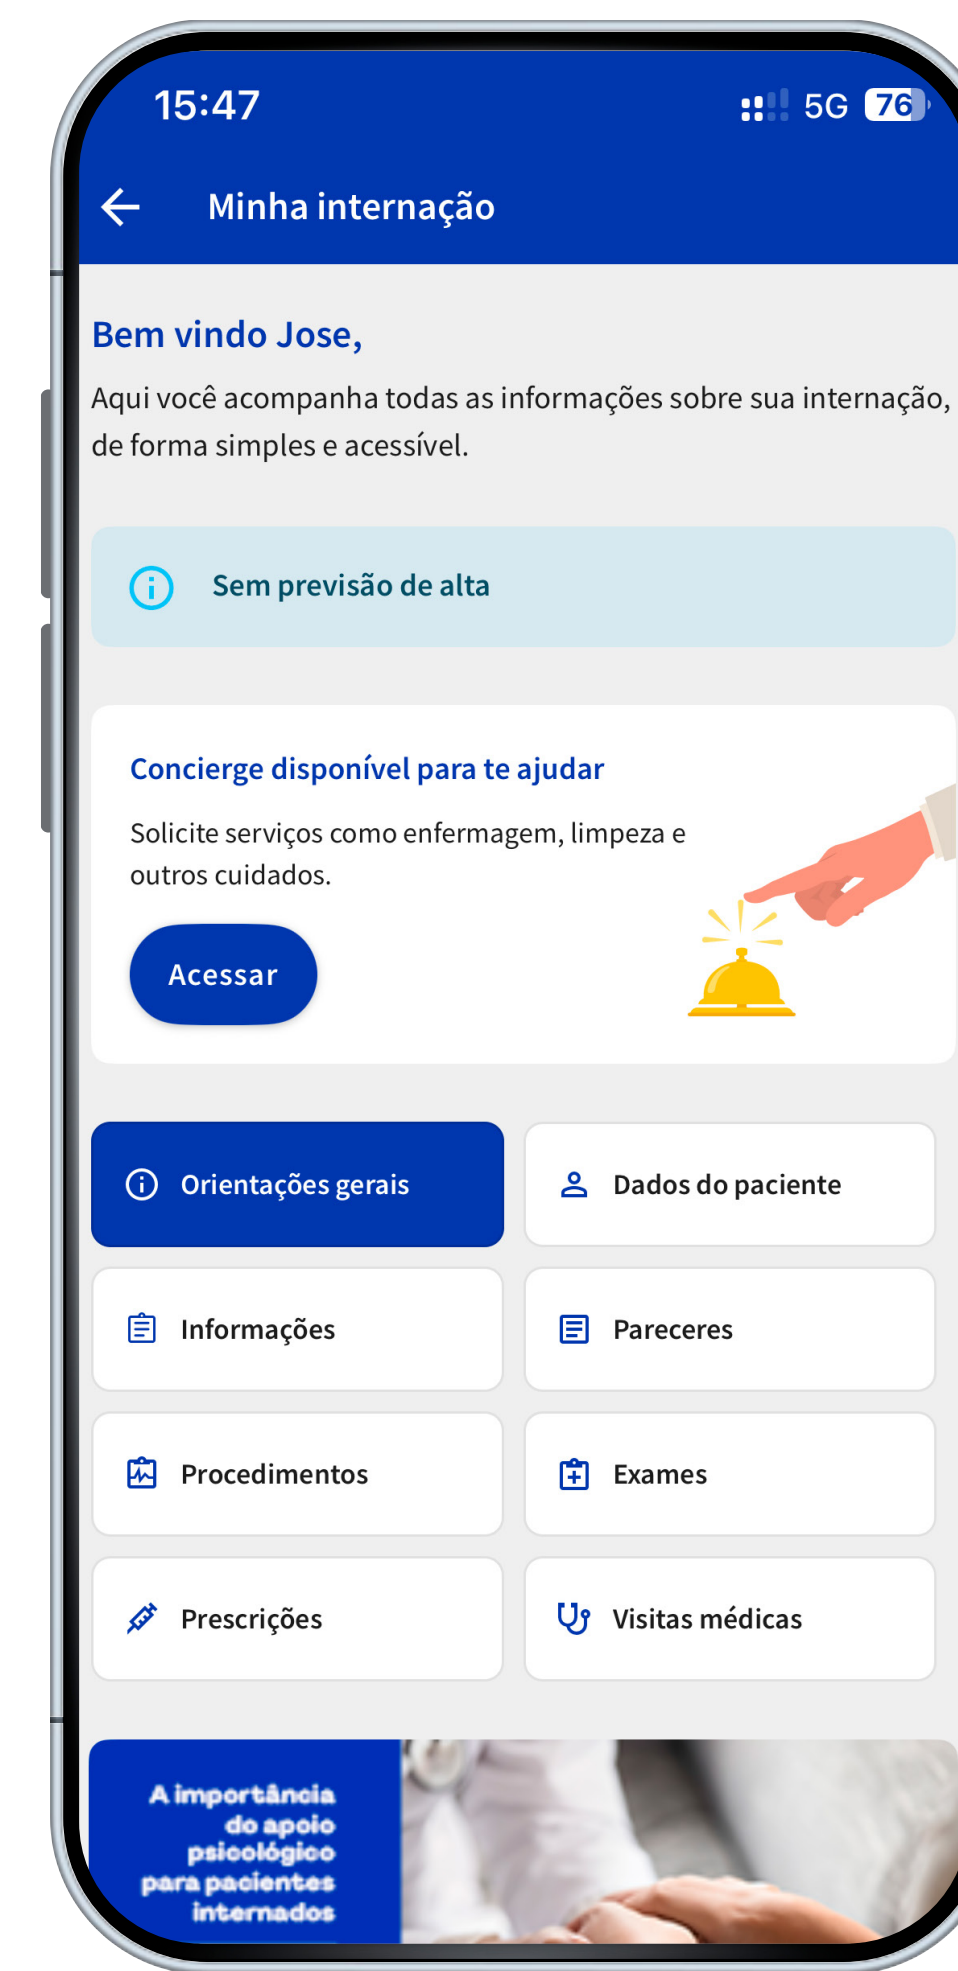 15:47
5G 76
Minha internação
Bem vindo Jose,
Aqui você acompanha todas as informações sobre sua internação,
de forma simples e acessível.
Sem previsão de alta
Concierge disponível para te ajudar
Solicite serviços como enfermagem, limpeza e
outros cuidados.
Acessar
Orientações gerais
Dados do paciente
Informações
Pareceres
Procedimentos
Exames
Prescrições
Visitas médicas
A importância
do apoio
psicológico
para pacientes
internados